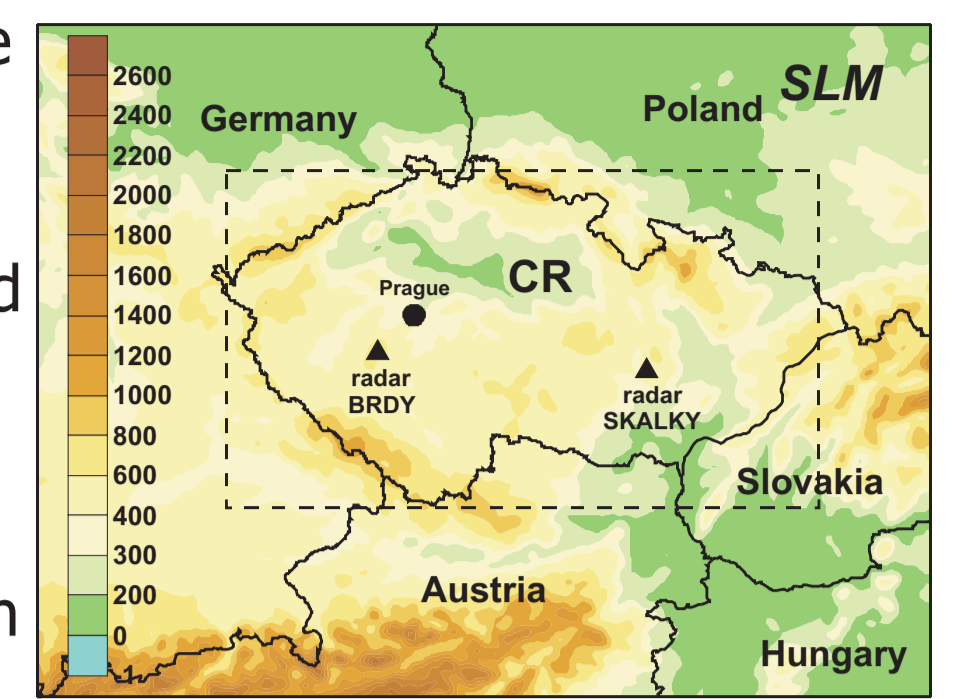 e
d
n
SLM
Germany
Poland
2600
2400
2200
2000
1800
1600
1400
1200
1000
800
600
400
300
200
0
-1
CR
Prague
radar
BRDY
radar
SKALKY
Slovakia
Austria
Hungary